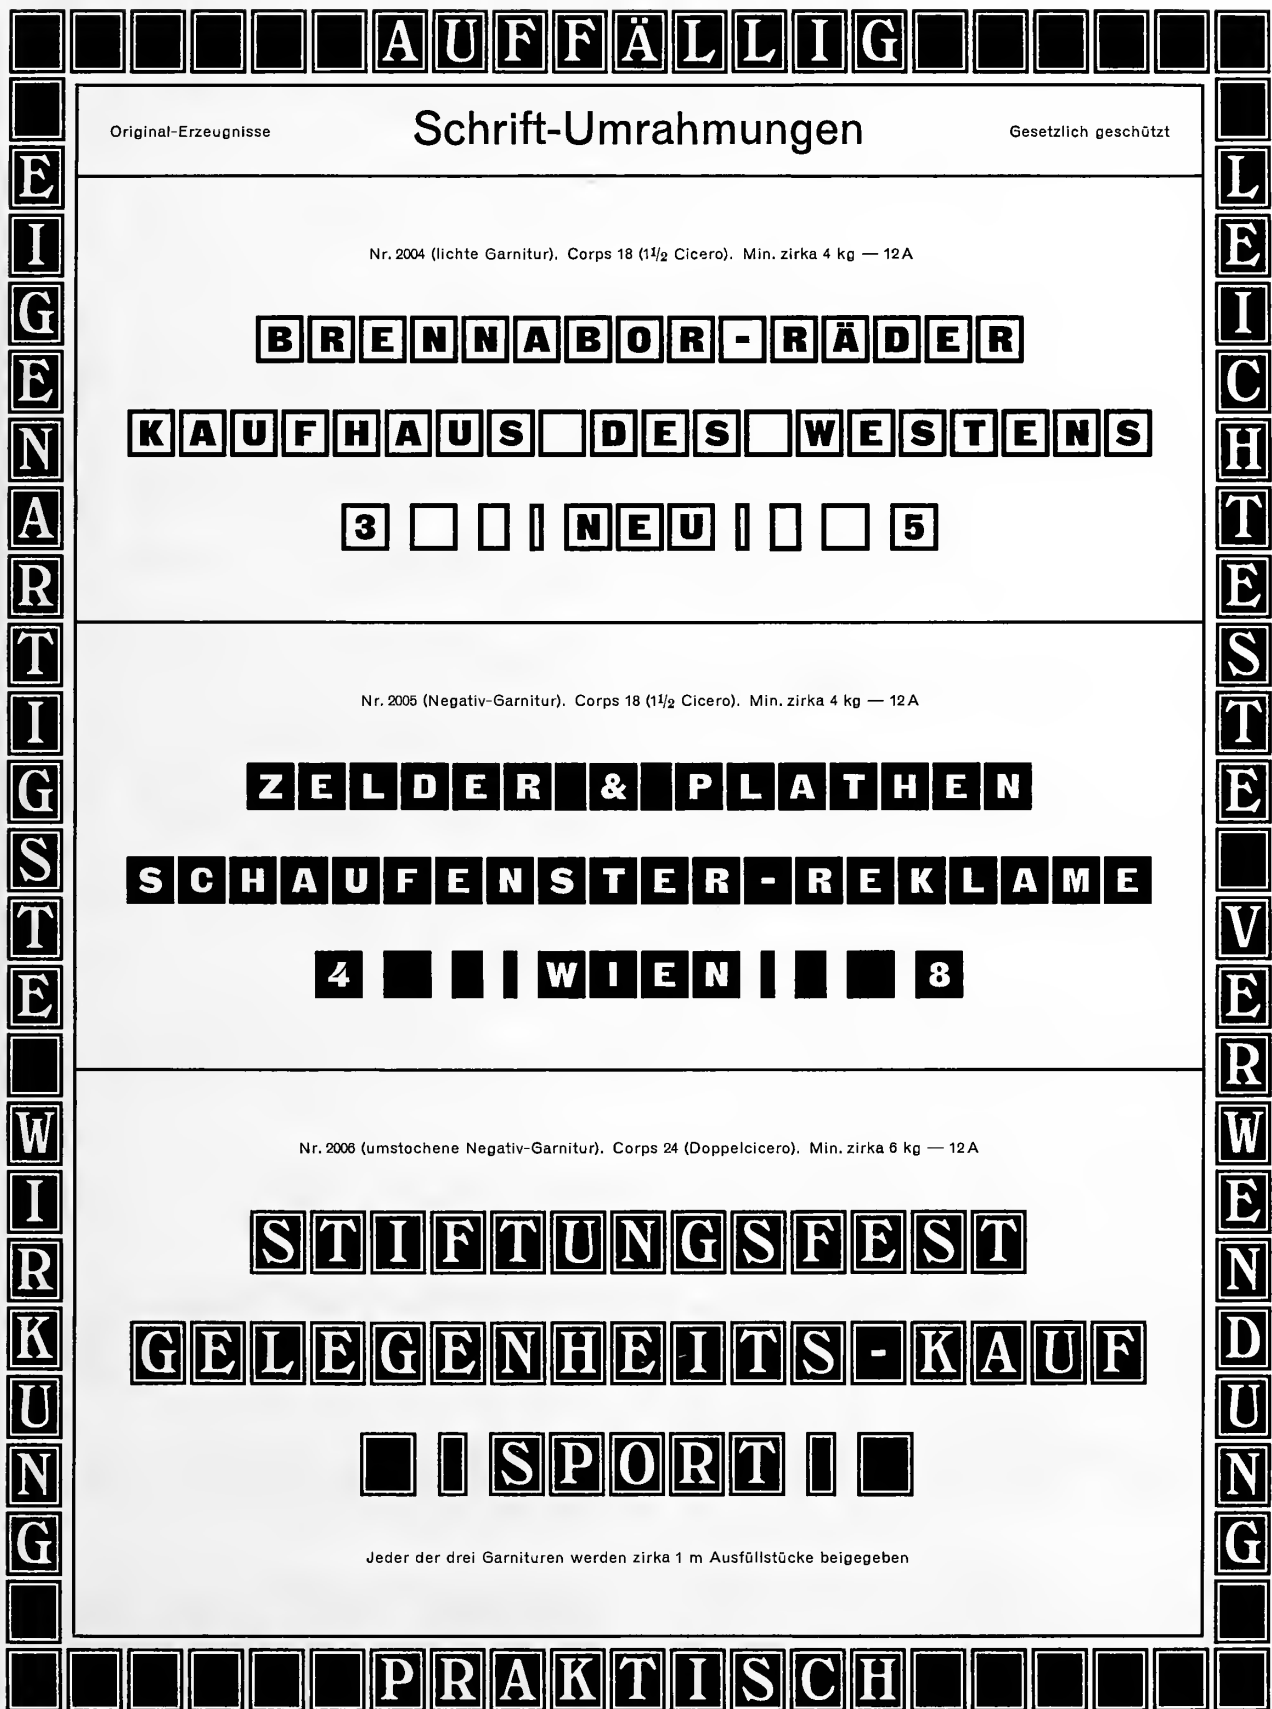 AUFFÄLLIG
EIGENARTIGSTE WIRKUNG
LEICHTESTE VERWENDUNG
Original-Erzeugnisse Schrift-Umrahmungen Gesetzlich geschützt
Nr. 2004 (lichte Garnitur). Corps 18 (1½ Cicero). Min. zirka 4 kg — 12 A
BRENNABOR-RÄDER
KAUFHAUS DES WESTENS
3 NEU 5
Nr. 2005 (Negativ-Garnitur). Corps 18 (1½ Cicero). Min. zirka 4 kg — 12 A
ZELDER & PLATHEN
SCHAUFENSTER-REKLAME
4 WIEN 8
Nr. 2006 (umstochene Negativ-Garnitur). Corps 24 (Doppelcicero). Min. zirka 6 kg — 12 A
STIFTUNGSFEST
GELEGENHEITS-KAUF
SPORT
Jeder der drei Garnituren werden zirka 1 m Ausfüllstücke beigegeben
PRAKTISCH